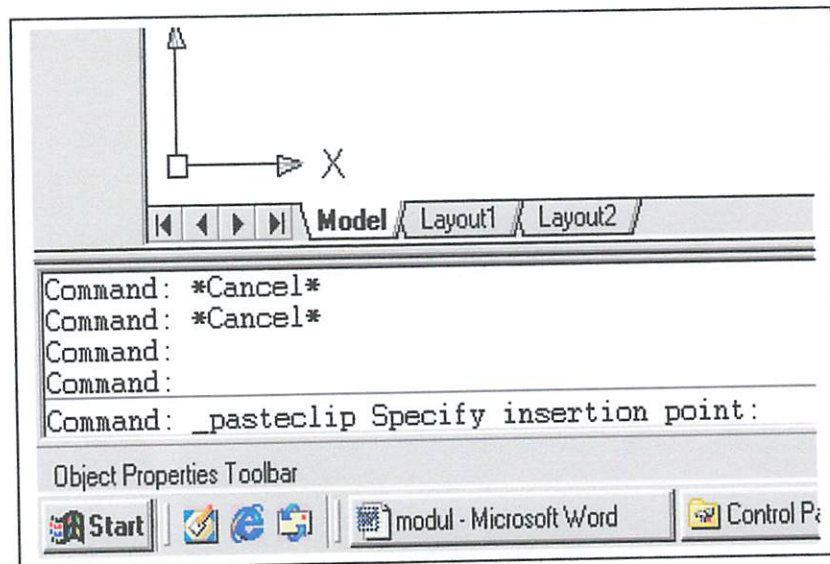 X
Model Layout1 Layout2
Command: *Cancel*
Command: *Cancel*
Command:
Command:
Command: _pasteclip Specify insertion point:
Object Properties Toolbar
Start modul - Microsoft Word Control Pa